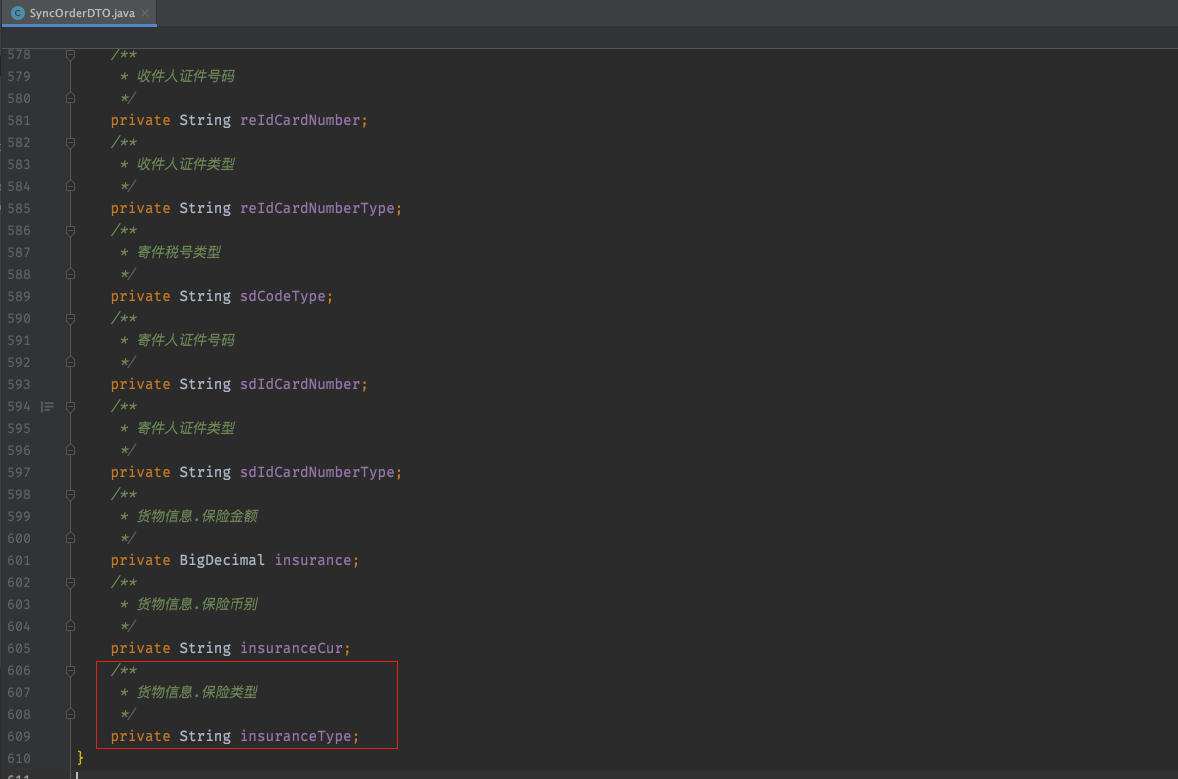 SyncOrderDTO.java
578 /**
579 * 收件人证件号码
580 */
581 private String reIdCardNumber;
582 /**
583 * 收件人证件类型
584 */
585 private String reIdCardNumberType;
586 /**
587 * 寄件税号类型
588 */
589 private String sdCodeType;
590 /**
591 * 寄件人证件号码
592 */
593 private String sdIdCardNumber;
594 /**
595 * 寄件人证件类型
596 */
597 private String sdIdCardNumberType;
598 /**
599 * 货物信息.保险金额
600 */
601 private BigDecimal insurance;
602 /**
603 * 货物信息.保险币别
604 */
605 private String insuranceCur;
606 /**
607 * 货物信息.保险类型
608 */
609 private String insuranceType;
610 }
611